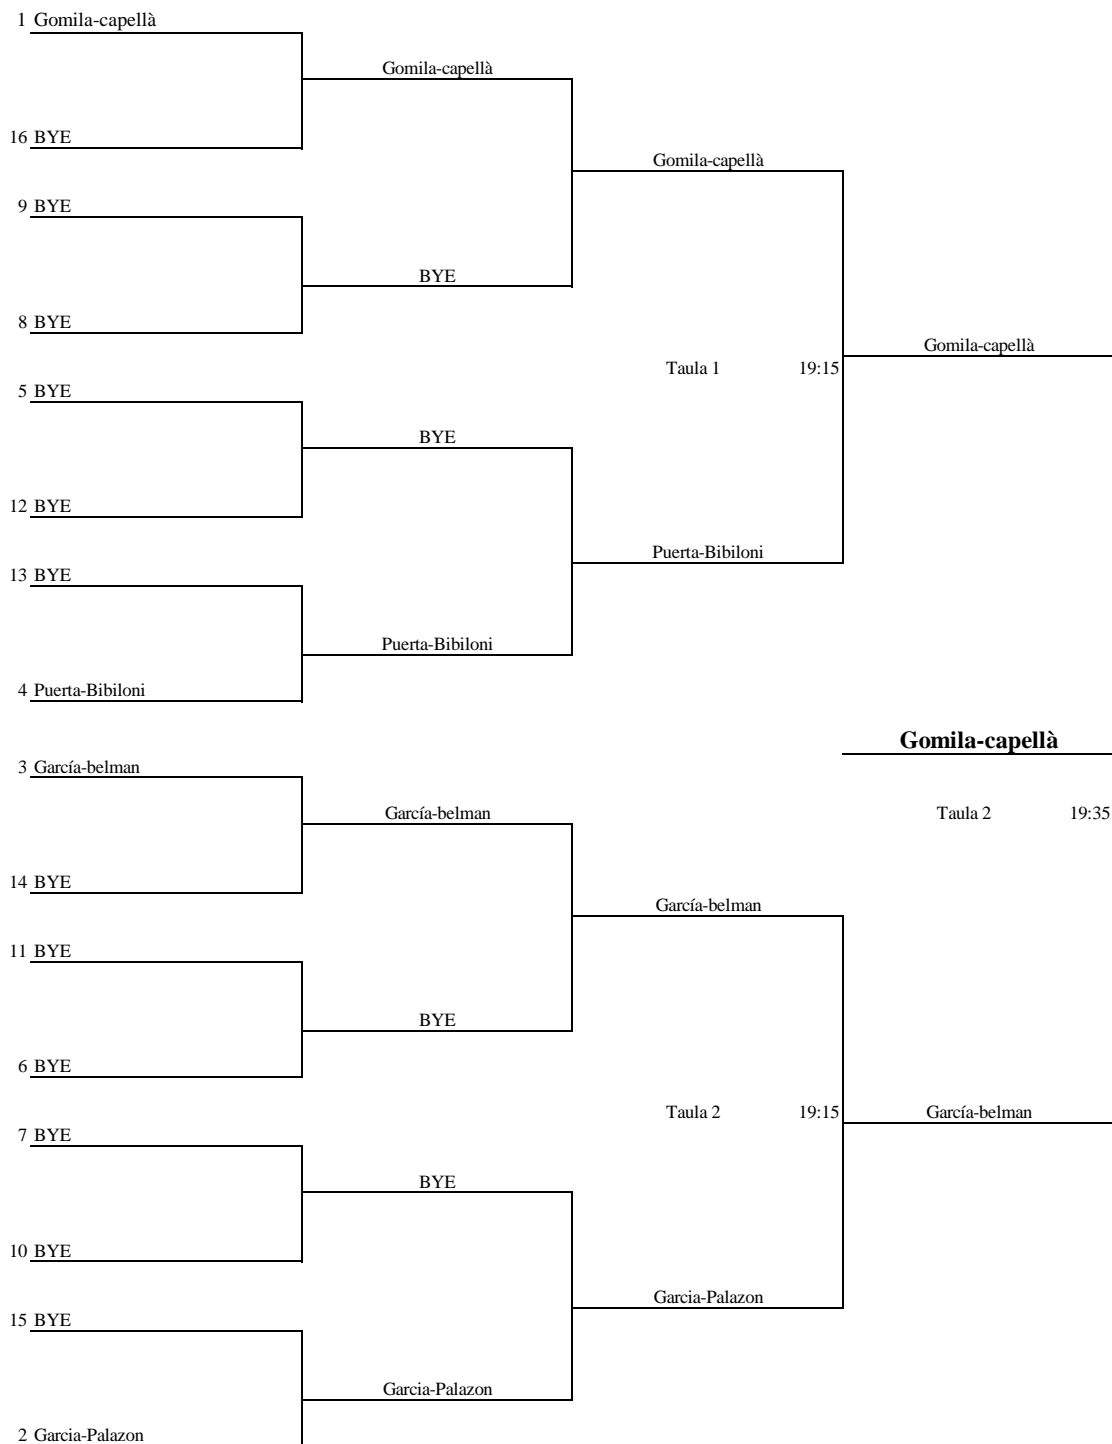 1 Gomila-capellà
Gomila-capellà
16 BYE
Gomila-capellà
9 BYE
BYE
8 BYE
Gomila-capellà
Taula 1 19:15
5 BYE
BYE
12 BYE
Puerta-Bibiloni
13 BYE
Puerta-Bibiloni
4 Puerta-Bibiloni
Gomila-capellà
3 García-belman
García-belman
Taula 2 19:35
14 BYE
García-belman
11 BYE
BYE
6 BYE
Taula 2 19:15
García-belman
7 BYE
BYE
10 BYE
Garcia-Palazon
15 BYE
Garcia-Palazon
2 Garcia-Palazon